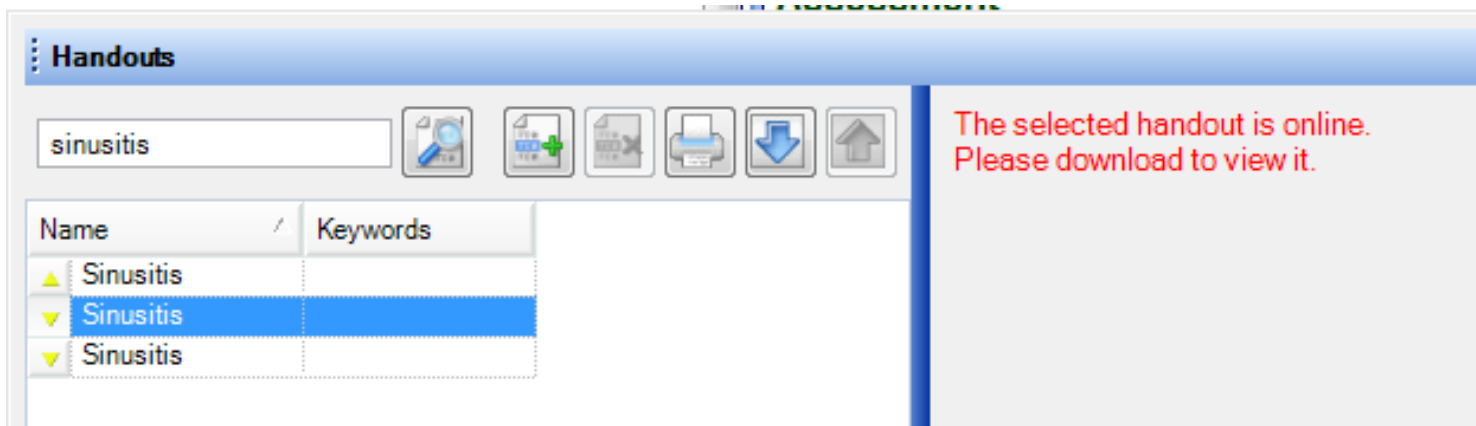 Handouts
sinusitis
The selected handout is online.
Please download to view it.
Name Keywords
Sinusitis
Sinusitis
Sinusitis